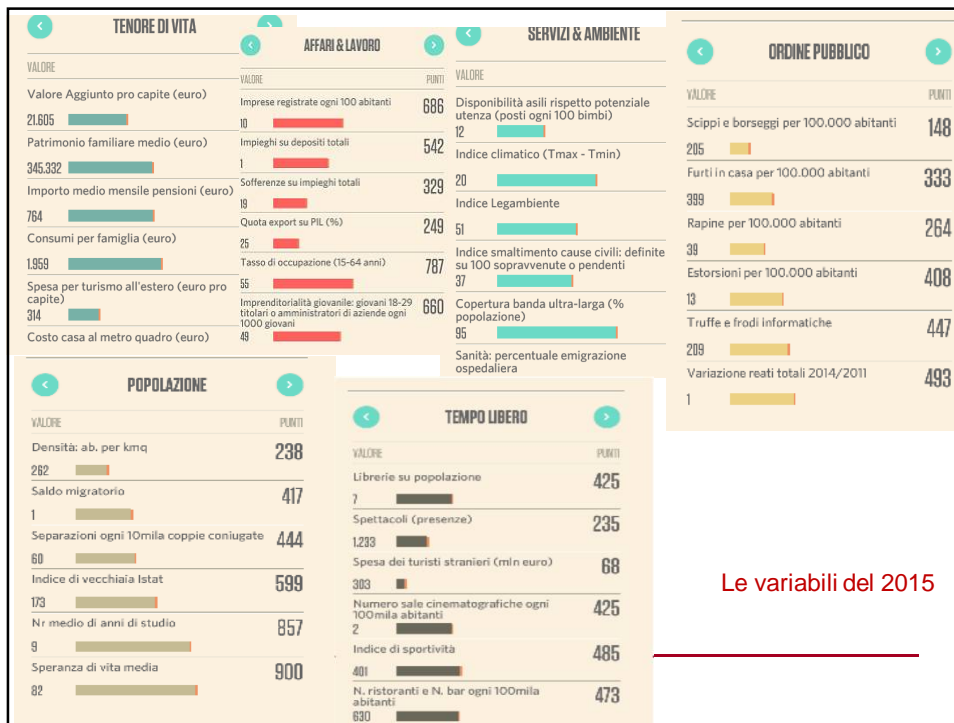 TENORE DI VITA
VALORE
Valore Aggiunto pro capite (euro)
21.605
Patrimonio familiare medio (euro)
345.332
Importo medio mensile pensioni (euro)
764
Consumi per famiglia (euro)
1.959
Spesa per turismo all'estero (euro pro
capite)
314
Costo casa al metro quadro (euro)
AFFARI & LAVORO
VALORE PUNTI
Imprese registrate ogni 100 abitanti 686
10
Impieghi su depositi totali 542
1
Sofferenze su impieghi totali 329
19
Quota export su PIL (%) 249
25
Tasso di occupazione (15-64 anni) 787
55
Imprenditorialità giovanile: giovani 18-29 660
titolari o amministratori di aziende ogni
1000 giovani
49
SERVIZI & AMBIENTE
VALORE
Disponibilità asili rispetto potenziale
utenza (posti ogni 100 bimbi)
12
Indice climatico (Tmax - Tmin)
20
Indice Legambiente
51
Indice smaltimento cause civili: definite
su 100 sopravvenute o pendenti
37
Copertura banda ultra-larga (%
popolazione)
95
Sanità: percentuale emigrazione
ospedaliera
ORDINE PUBBLICO
VALORE PUNTI
Scippi e borseggi per 100.000 abitanti 148
205
Furti in casa per 100.000 abitanti 333
399
Rapine per 100.000 abitanti 264
39
Estorsioni per 100.000 abitanti 408
13
Truffe e frodi informatiche 447
209
Variazione reati totali 2014/2011 493
1
POPOLAZIONE
VALORE PUNTI
Densità: ab. per kmq 238
262
Saldo migratorio 417
1
Separazioni ogni 10mila coppie coniugate 444
60
Indice di vecchiaia Istat 599
173
Nr medio di anni di studio 857
9
Speranza di vita media 900
82
TEMPO LIBERO
VALORE PUNTI
Librerie su popolazione 425
7
Spettacoli (presenze) 235
1.233
Spesa dei turisti stranieri (mln euro) 68
303
Numero sale cinematografiche ogni 425
100mila abitanti
2
Indice di sportività 485
401
N. ristoranti e N. bar ogni 100mila 473
abitanti
630
Le variabili del 2015